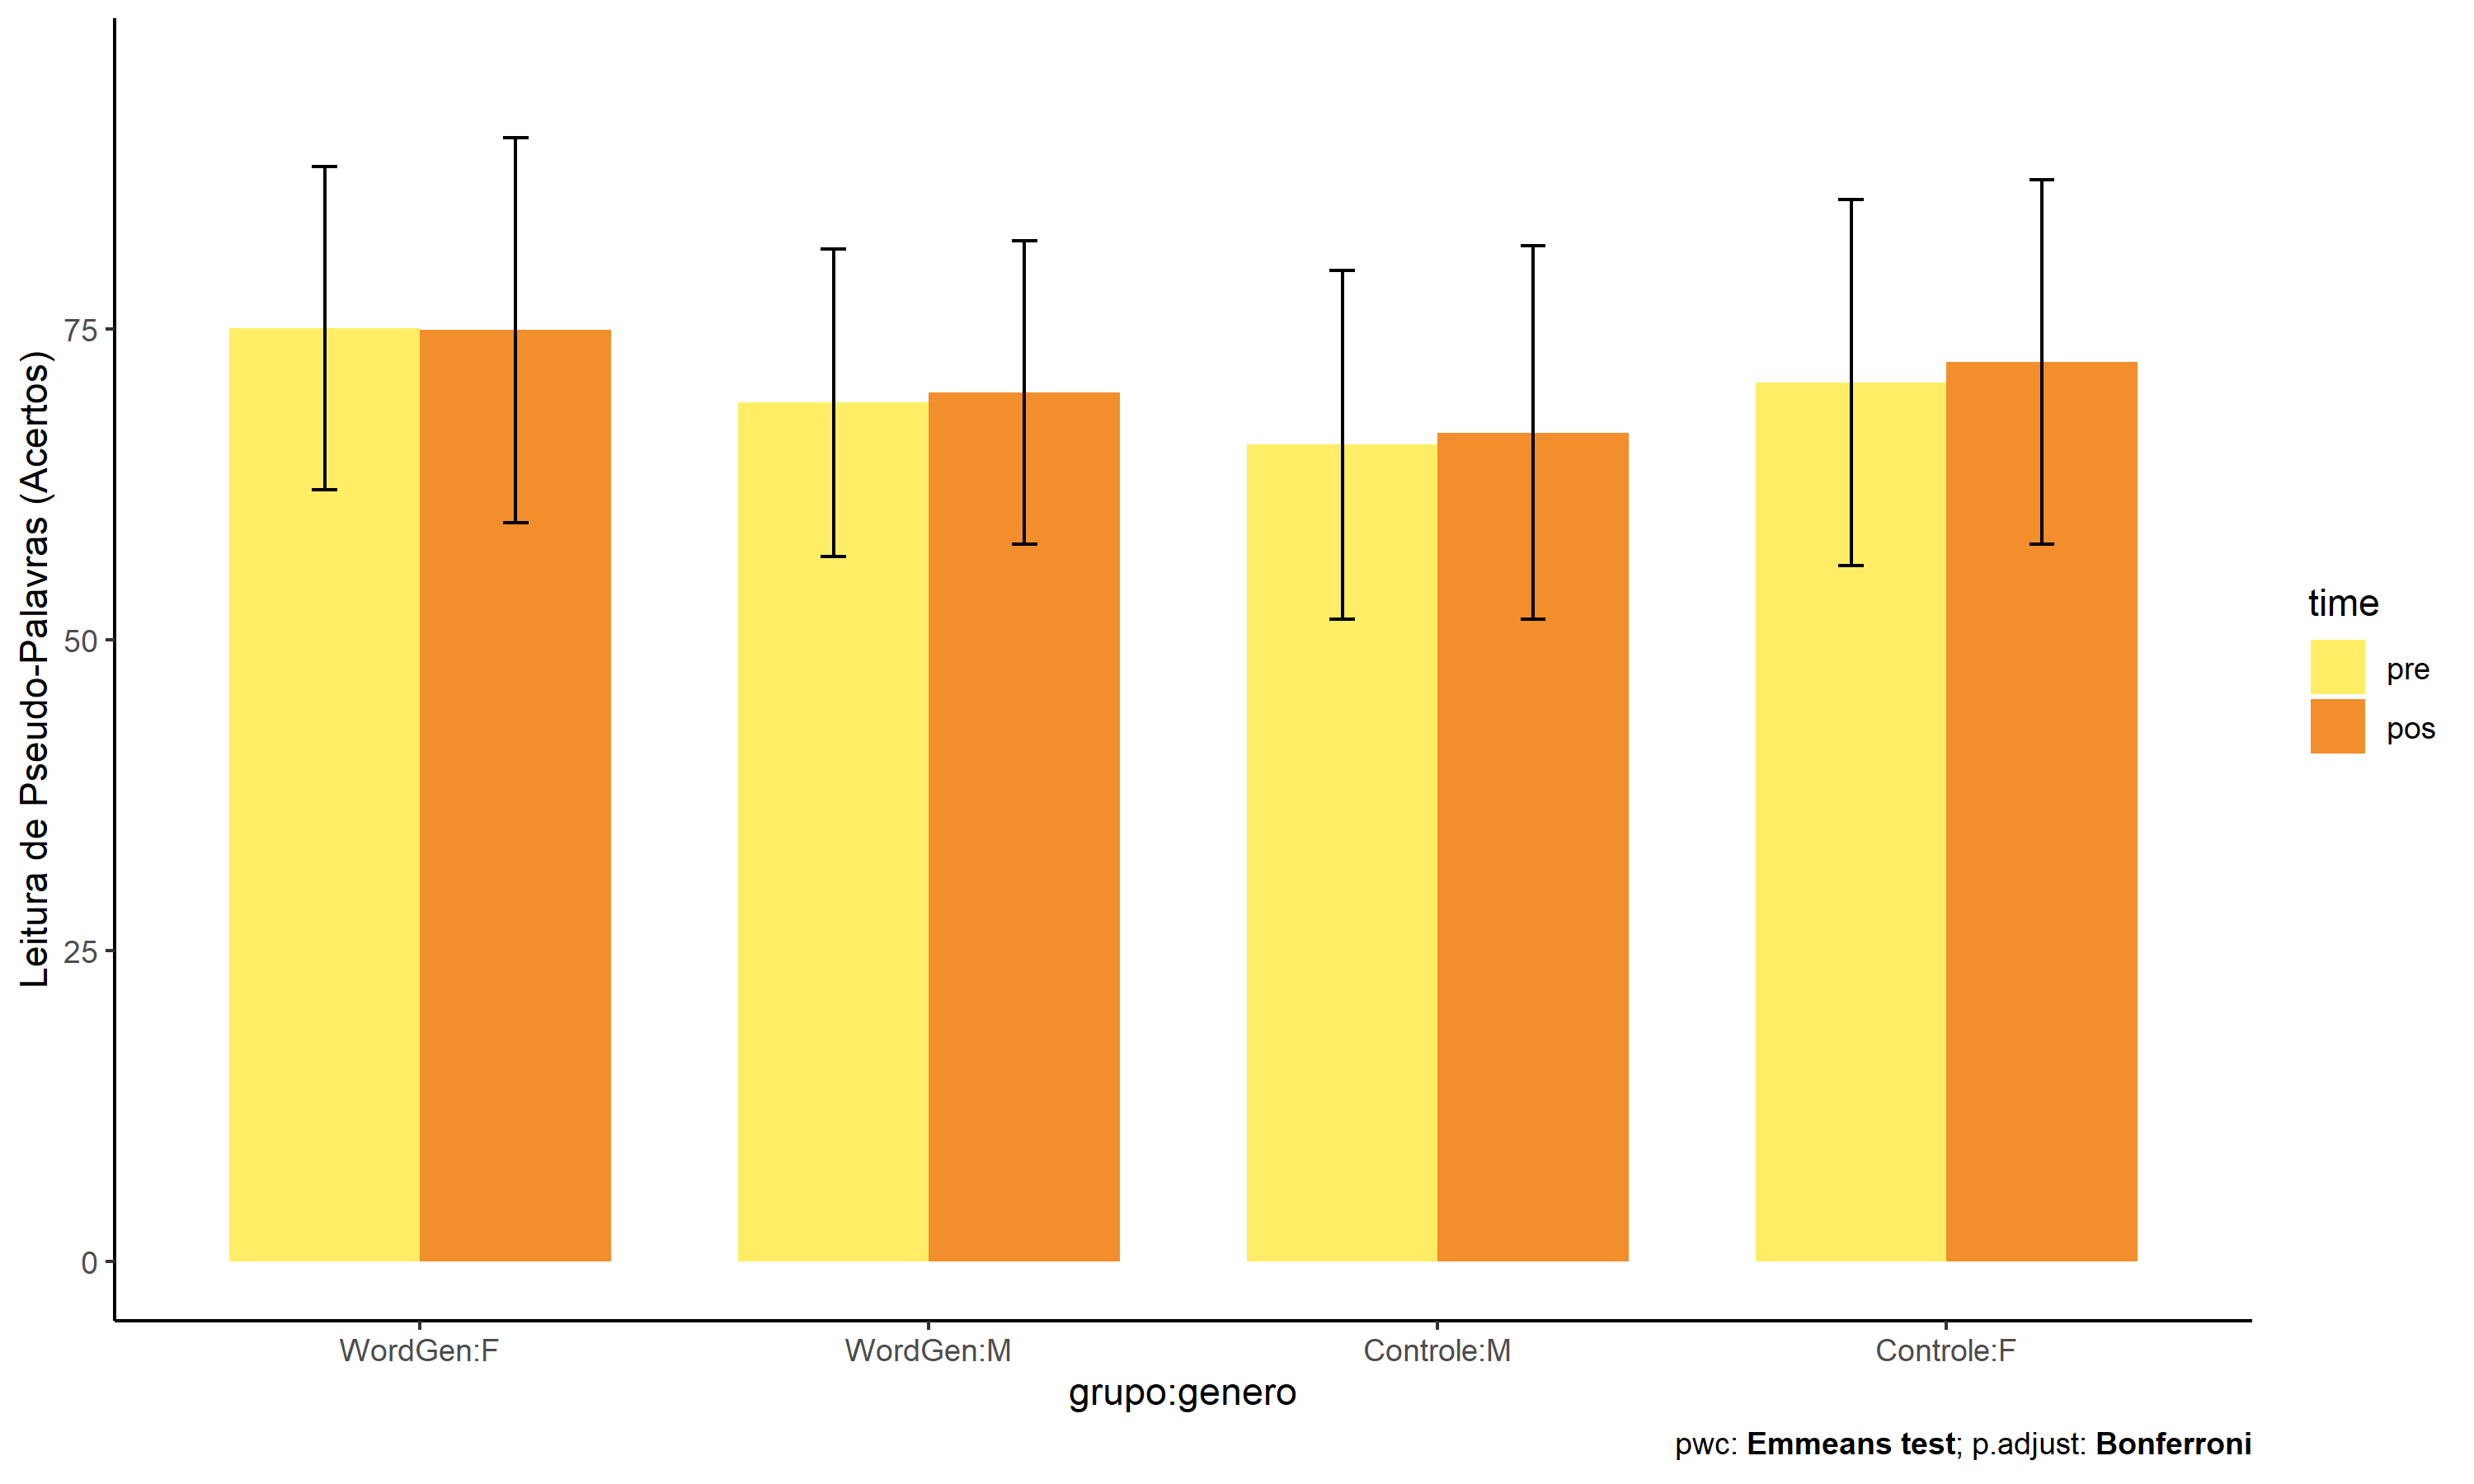 Leitura de Pseudo-Palavras (Acertos)
75
50
25
0
WordGen:F
WordGen:M
Controle:M
Controle:F
grupo:genero
time
pre
pos
pwc: Emmeans test; p.adjust: Bonferroni